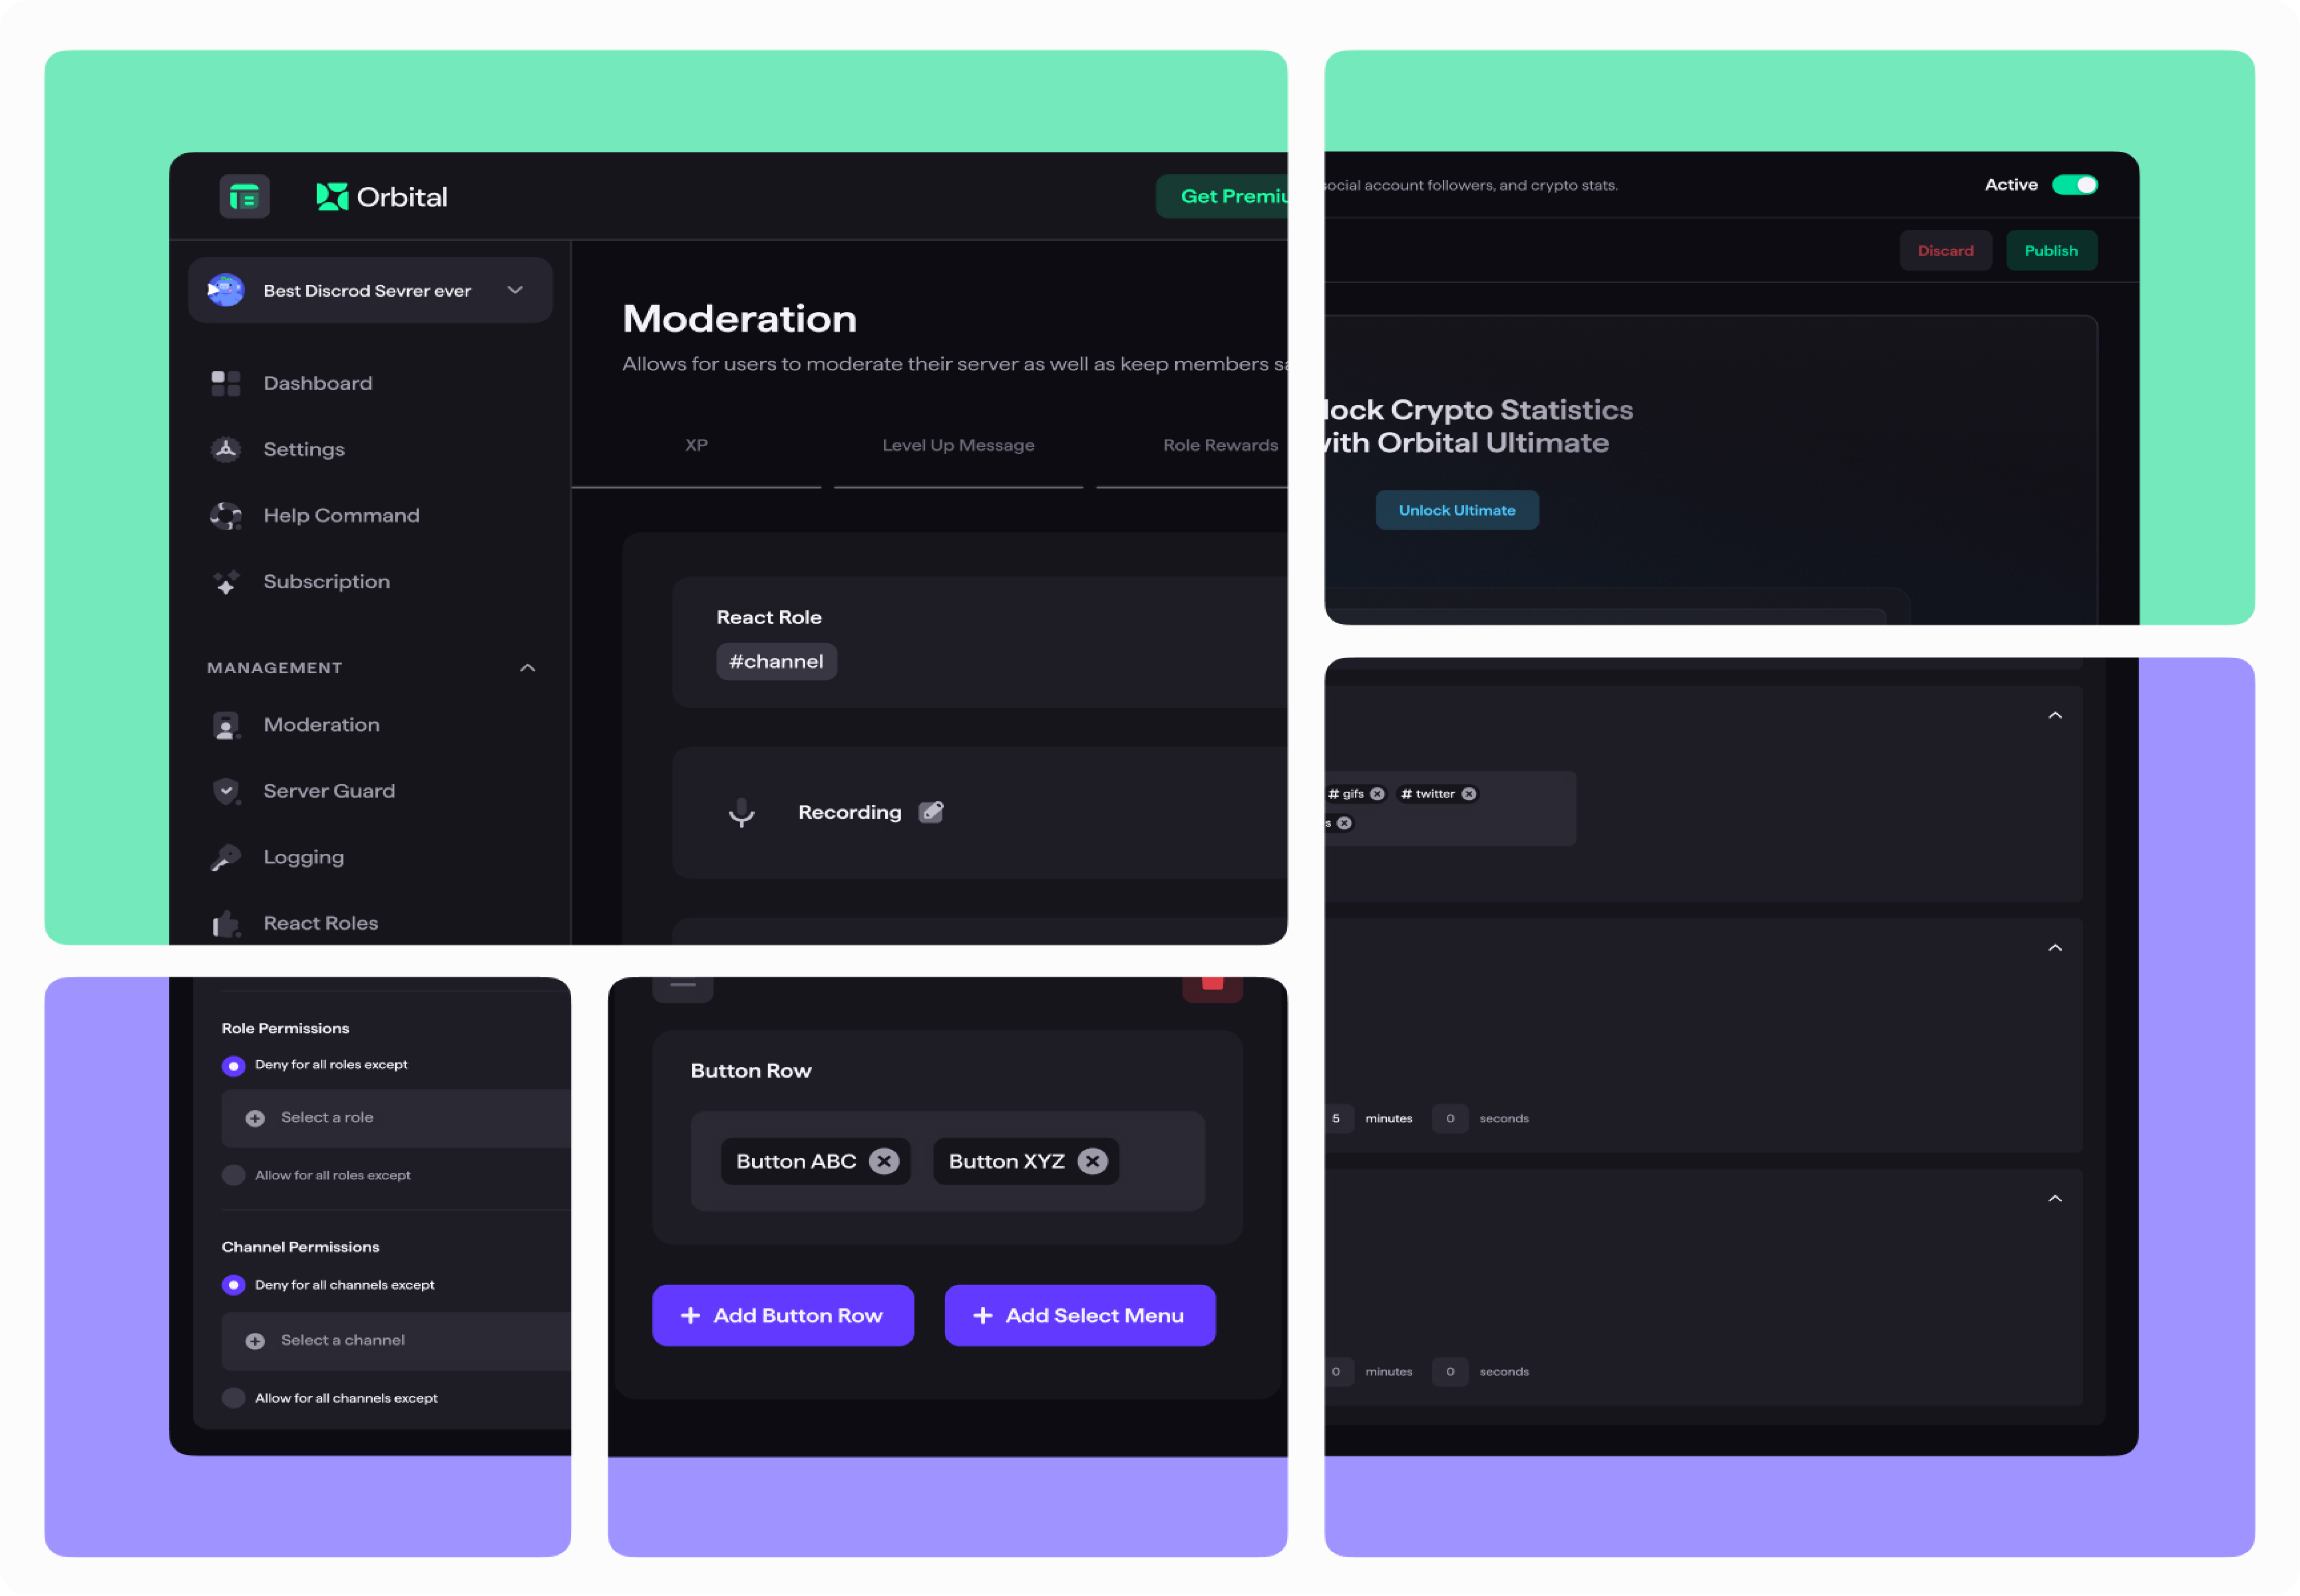 Orbital
Get Premiu
Best Discrod Sevrer ever
Dashboard
Settings
Help Command
Subscription
MANAGEMENT
Moderation
Server Guard
Logging
React Roles
Moderation
Allows for users to moderate their server as well as keep members sa
XP Level Up Message Role Rewards
React Role
#channel
Recording
social account followers, and crypto stats.
Active
Discard Publish
lock Crypto Statistics
with Orbital Ultimate
Unlock Ultimate
Role Permissions
Deny for all roles except
Select a role
Allow for all roles except
Channel Permissions
Deny for all channels except
Select a channel
Allow for all channels except
Button Row
Button ABC Button XYZ
+ Add Button Row + Add Select Menu
# gifs # twitter
s
5 minutes 0 seconds
0 minutes 0 seconds